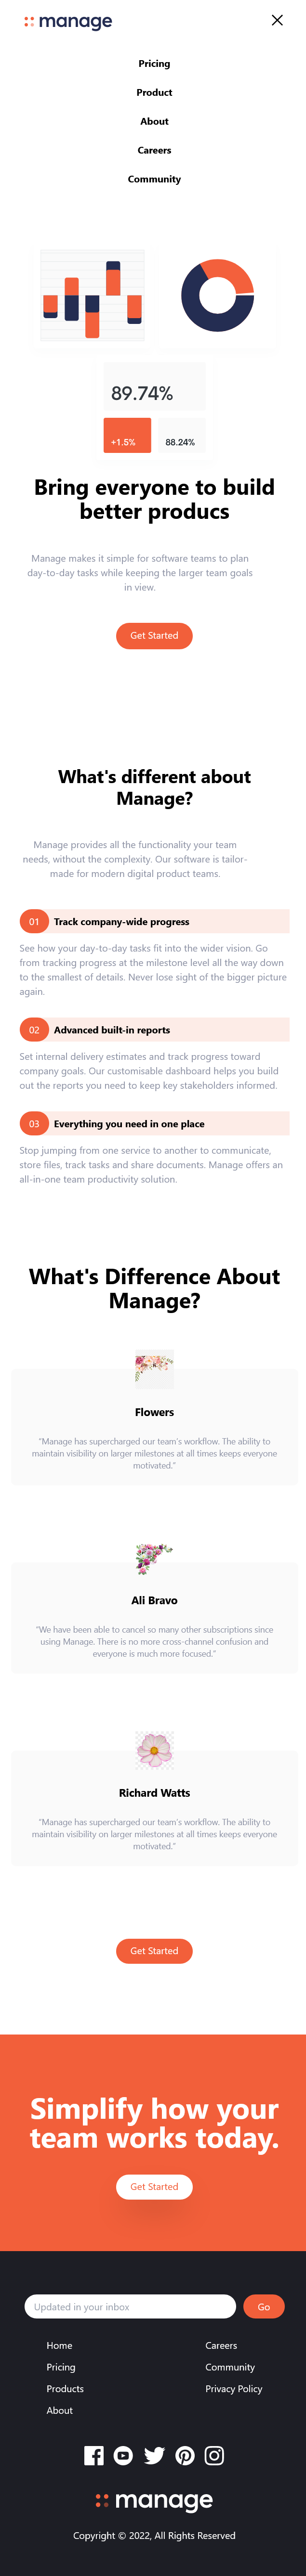 manage
Pricing
Product
About
Careers
Community
89.74%
+1.5%
88.24%
Bring everyone to build
better producs
Manage makes it simple for software teams to plan
day-to-day tasks while keeping the larger team goals
in view.
Get Started
What's different about
Manage?
Manage provides all the functionality your team
needs, without the complexity. Our software is tailor-
made for modern digital product teams.
01 Track company-wide progress
See how your day-to-day tasks fit into the wider vision. Go
from tracking progress at the milestone level all the way down
to the smallest of details. Never lose sight of the bigger picture
again.
02 Advanced built-in reports
Set internal delivery estimates and track progress toward
company goals. Our customisable dashboard helps you build
out the reports you need to keep key stakeholders informed.
03 Everything you need in one place
Stop jumping from one service to another to communicate,
store files, track tasks and share documents. Manage offers an
all-in-one team productivity solution.
What's Difference About
Manage?
Flowers
"Manage has supercharged our team's workflow. The ability to
maintain visibility on larger milestones at all times keeps everyone
motivated."
Ali Bravo
"We have been able to cancel so many other subscriptions since
using Manage. There is no more cross-channel confusion and
everyone is much more focused."
Richard Watts
"Manage has supercharged our team's workflow. The ability to
maintain visibility on larger milestones at all times keeps everyone
motivated."
Get Started
Simplify how your
team works today.
Get Started
Updated in your inbox
Go
Home
Pricing
Products
About
Careers
Community
Privacy Policy
manage
Copyright © 2022, All Rights Reserved